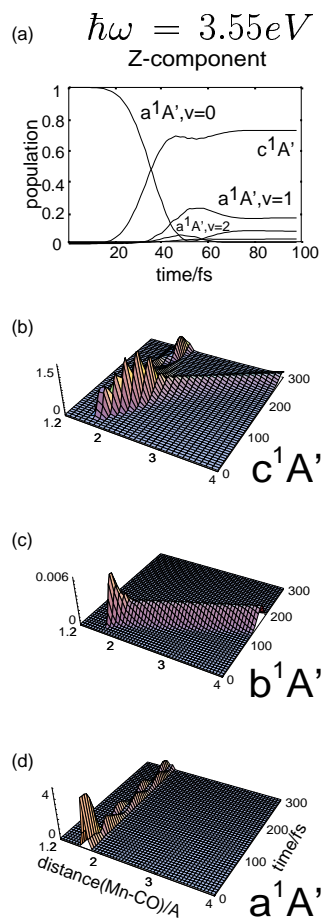 (a)
ħω = 3.55eV
Z-component
1
0.8
0.6
0.4
0.2
0
population
a¹A’,v=0
c¹A’
a¹A’,v=1
a¹A’,v=2
20 40 60 80 100
time/fs
(b)
1.5
0
1.2
2
3
4
0
100
200
300
c¹A’
(c)
0.006
0
1.2
2
3
4
0
100
200
300
b¹A’
(d)
4
0
1.2
2
3
4
0
100
200
300
distance(Mn-CO)/A
time/fs
a¹A’